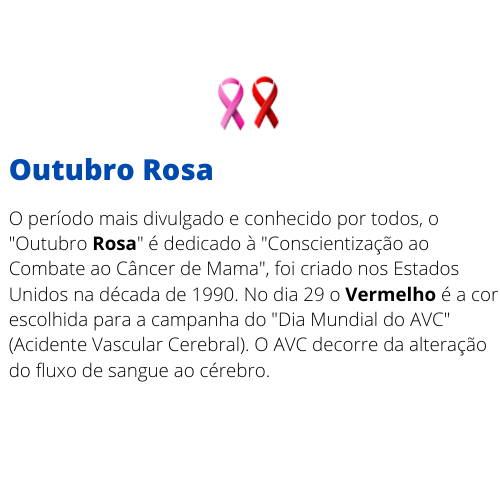 Outubro Rosa
O período mais divulgado e conhecido por todos, o
"Outubro Rosa" é dedicado à "Conscientização ao
Combate ao Câncer de Mama", foi criado nos Estados
Unidos na década de 1990. No dia 29 o Vermelho é a cor
escolhida para a campanha do "Dia Mundial do AVC"
(Acidente Vascular Cerebral). O AVC decorre da alteração
do fluxo de sangue ao cérebro.